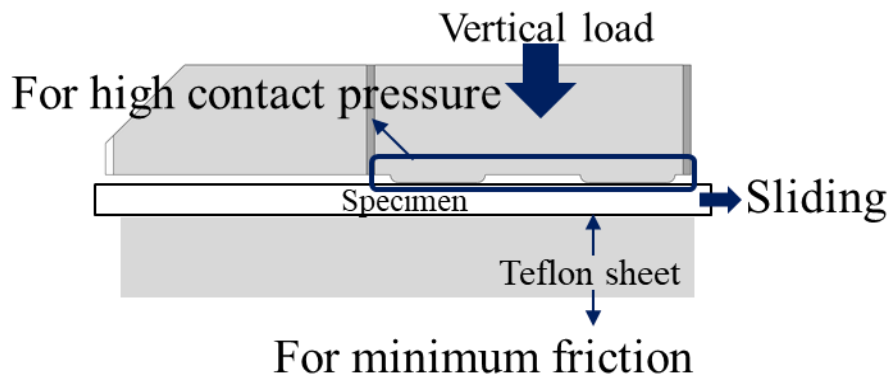 Vertical load
For high contact pressure
Specimen
Sliding
Teflon sheet
For minimum friction